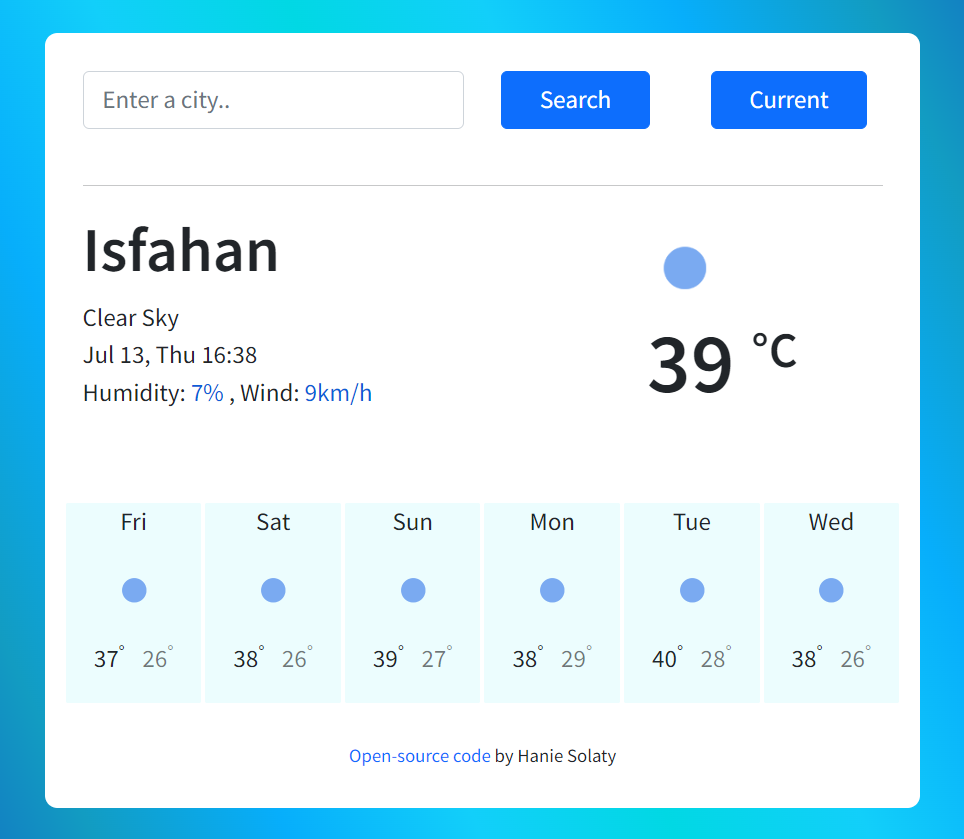 Enter a city..
Search
Current
Isfahan
Clear Sky
Jul 13, Thu 16:38
Humidity: 7% , Wind: 9km/h
39 °C
Fri
Sat
Sun
Mon
Tue
Wed
37° 26°
38° 26°
39° 27°
38° 29°
40° 28°
38° 26°
Open-source code by Hanie Solaty